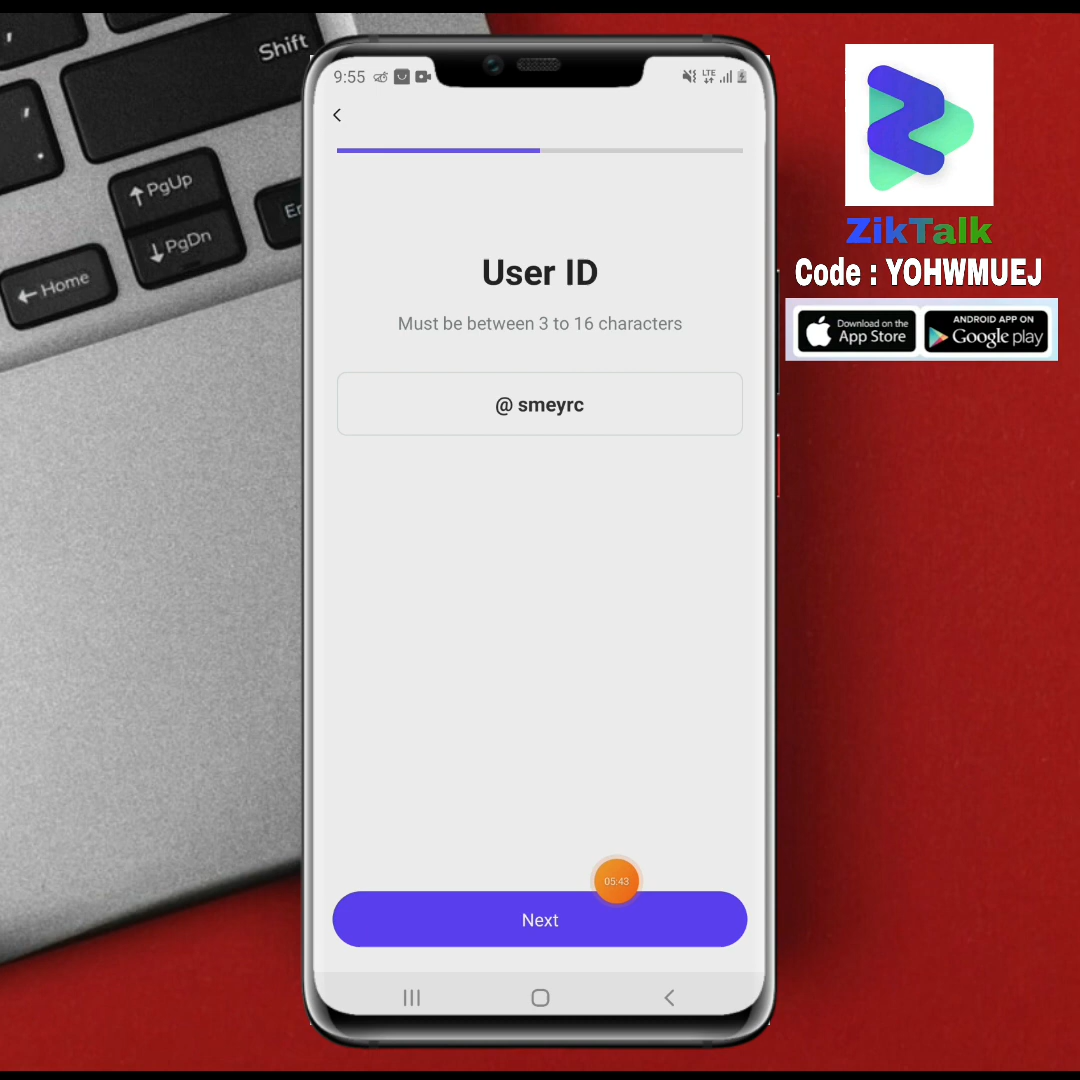 Shift
PgUp
PgDn
Home
9:55
LTE
User ID
Must be between 3 to 16 characters
@ smeyrc
05:43
Next
ZikTalk
Code : YOHWMUEJ
Download on the
App Store
ANDROID APP ON
Google play